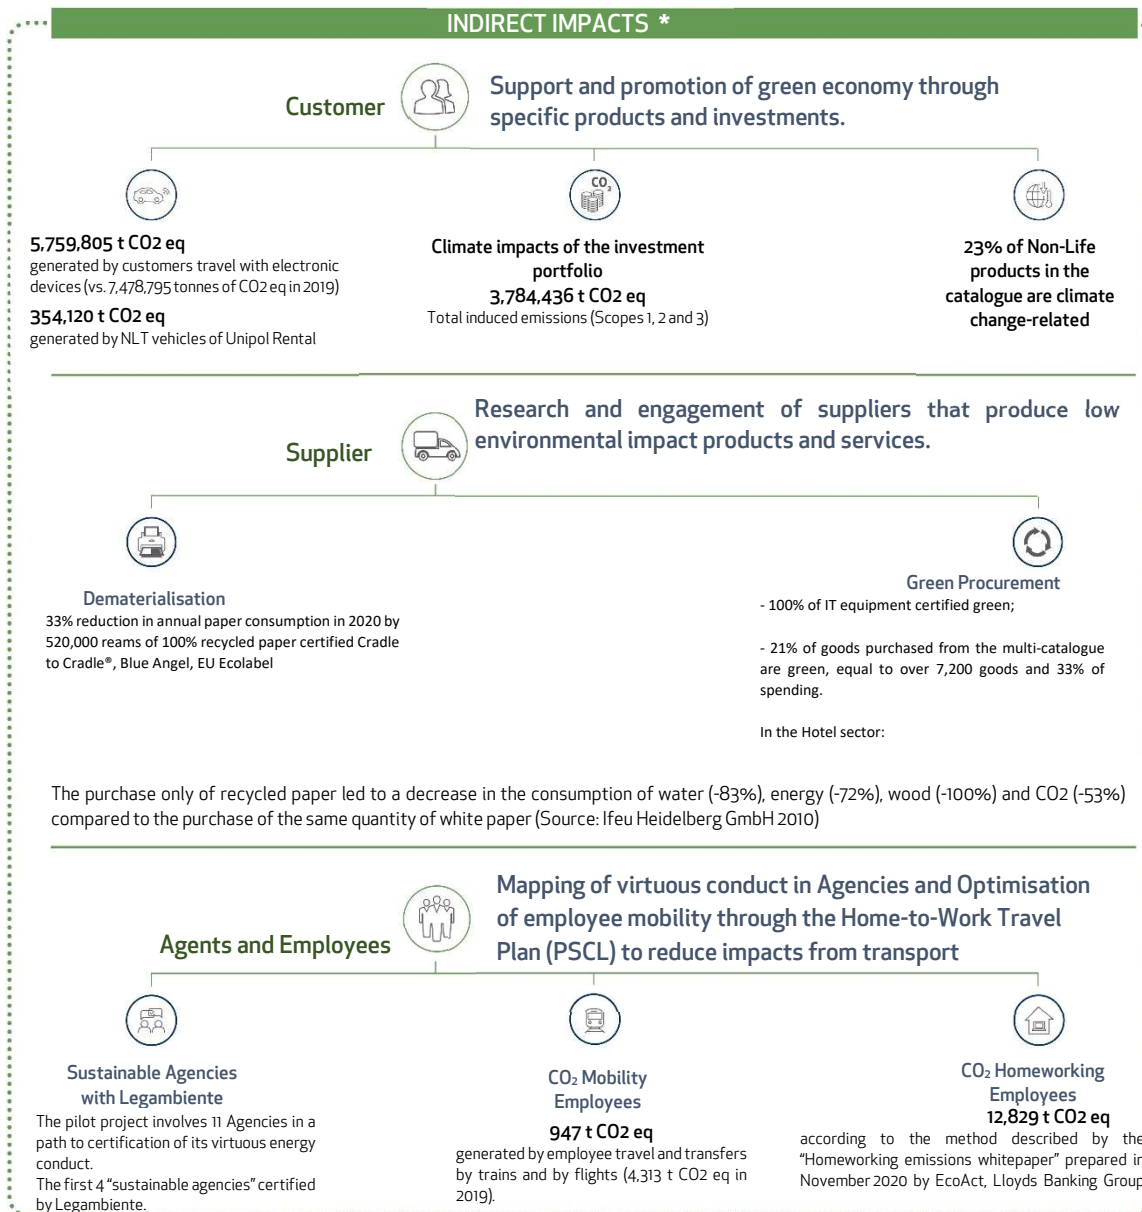 INDIRECT IMPACTS *
Customer
Support and promotion of green economy through
specific products and investments.
5,759,805 t CO2 eq
generated by customers travel with electronic
devices (vs. 7,478,795 tonnes of CO2 eq in 2019)
354,120 t CO2 eq
generated by NLT vehicles of Unipol Rental
CO2
Climate impacts of the investment
portfolio
3,784,436 t CO2 eq
Total induced emissions (Scopes 1, 2 and 3)
23% of Non-Life
products in the
catalogue are climate
change-related
Supplier
Research and engagement of suppliers that produce low
environmental impact products and services.
Dematerialisation
33% reduction in annual paper consumption in 2020 by
520,000 reams of 100% recycled paper certified Cradle
to Cradle®, Blue Angel, EU Ecolabel
Green Procurement
- 100% of IT equipment certified green;
- 21% of goods purchased from the multi-catalogue
are green, equal to over 7,200 goods and 33% of
spending.
In the Hotel sector:
The purchase only of recycled paper led to a decrease in the consumption of water (-83%), energy (-72%), wood (-100%) and CO2 (-53%)
compared to the purchase of the same quantity of white paper (Source: Ifeu Heidelberg GmbH 2010)
Agents and Employees
Mapping of virtuous conduct in Agencies and Optimisation
of employee mobility through the Home-to-Work Travel
Plan (PSCL) to reduce impacts from transport
Sustainable Agencies
with Legambiente
The pilot project involves 11 Agencies in a
path to certification of its virtuous energy
conduct.
The first 4 "sustainable agencies" certified
by Legambiente.
CO₂ Mobility
Employees
947 t CO2 eq
generated by employee travel and transfers
by trains and by flights (4,313 t CO2 eq in
2019).
CO₂ Homeworking
Employees
12,829 t CO2 eq
according to the method described by the
"Homeworking emissions whitepaper" prepared in
November 2020 by EcoAct, Lloyds Banking Group